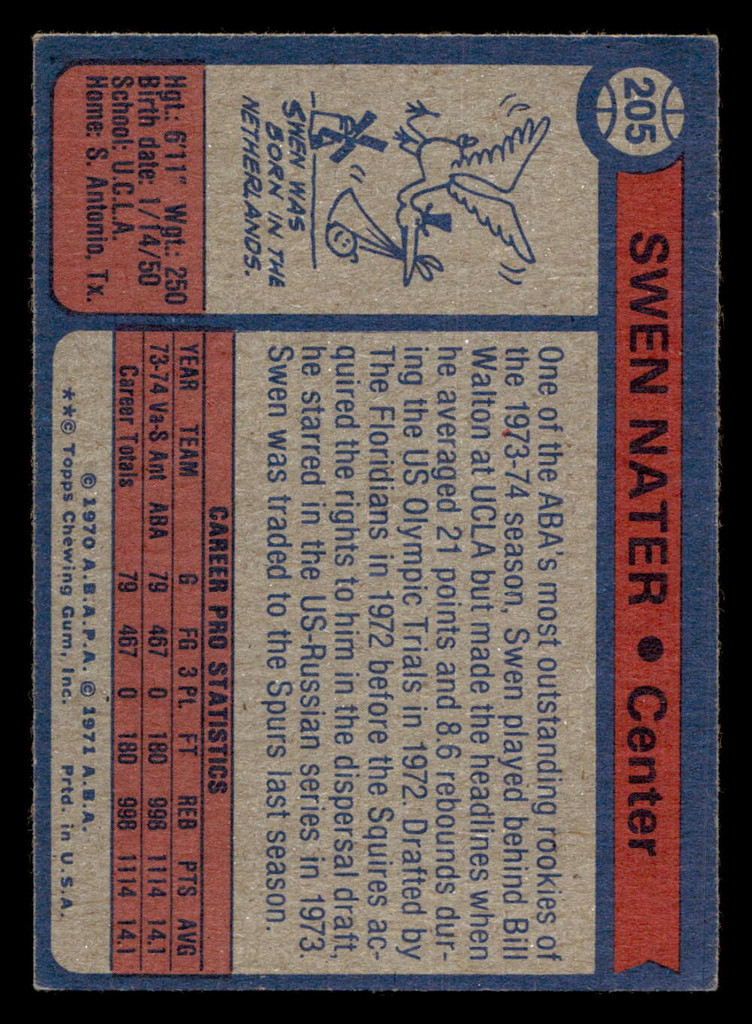 205
SWEN NATER • Center
SWEN WAS
BORN IN THE
NETHERLANDS.
Hgt.: 6'11" Wgt.: 250
Birth date: 1/14/50
School: U.C.L.A.
Home: S. Antonio, Tx.
One of the ABA's most outstanding rookies of
the 1973-74 season, Swen played behind Bill
Walton at UCLA but made the headlines when
he averaged 21 points and 8.6 rebounds dur-
ing the US Olympic Trials in 1972. Drafted by
The Floridians in 1972 before the Squires ac-
quired the rights to him in the dispersal draft,
he starred in the US-Russian series in 1973.
Swen was traded to the Spurs last season.
CAREER PRO STATISTICS
YEAR TEAM G FG 3 PL FT REB PTS AVG
73-74 Va-S Ant ABA 79 467 0 180 998 1114 14.1
Career Totals 79 467 0 180 998 1114 14.1
© 1970 A.B.A.P.A. © 1971 A.B.A.
**© Topps Chewing Gum, Inc. Prtd. in U.S.A.